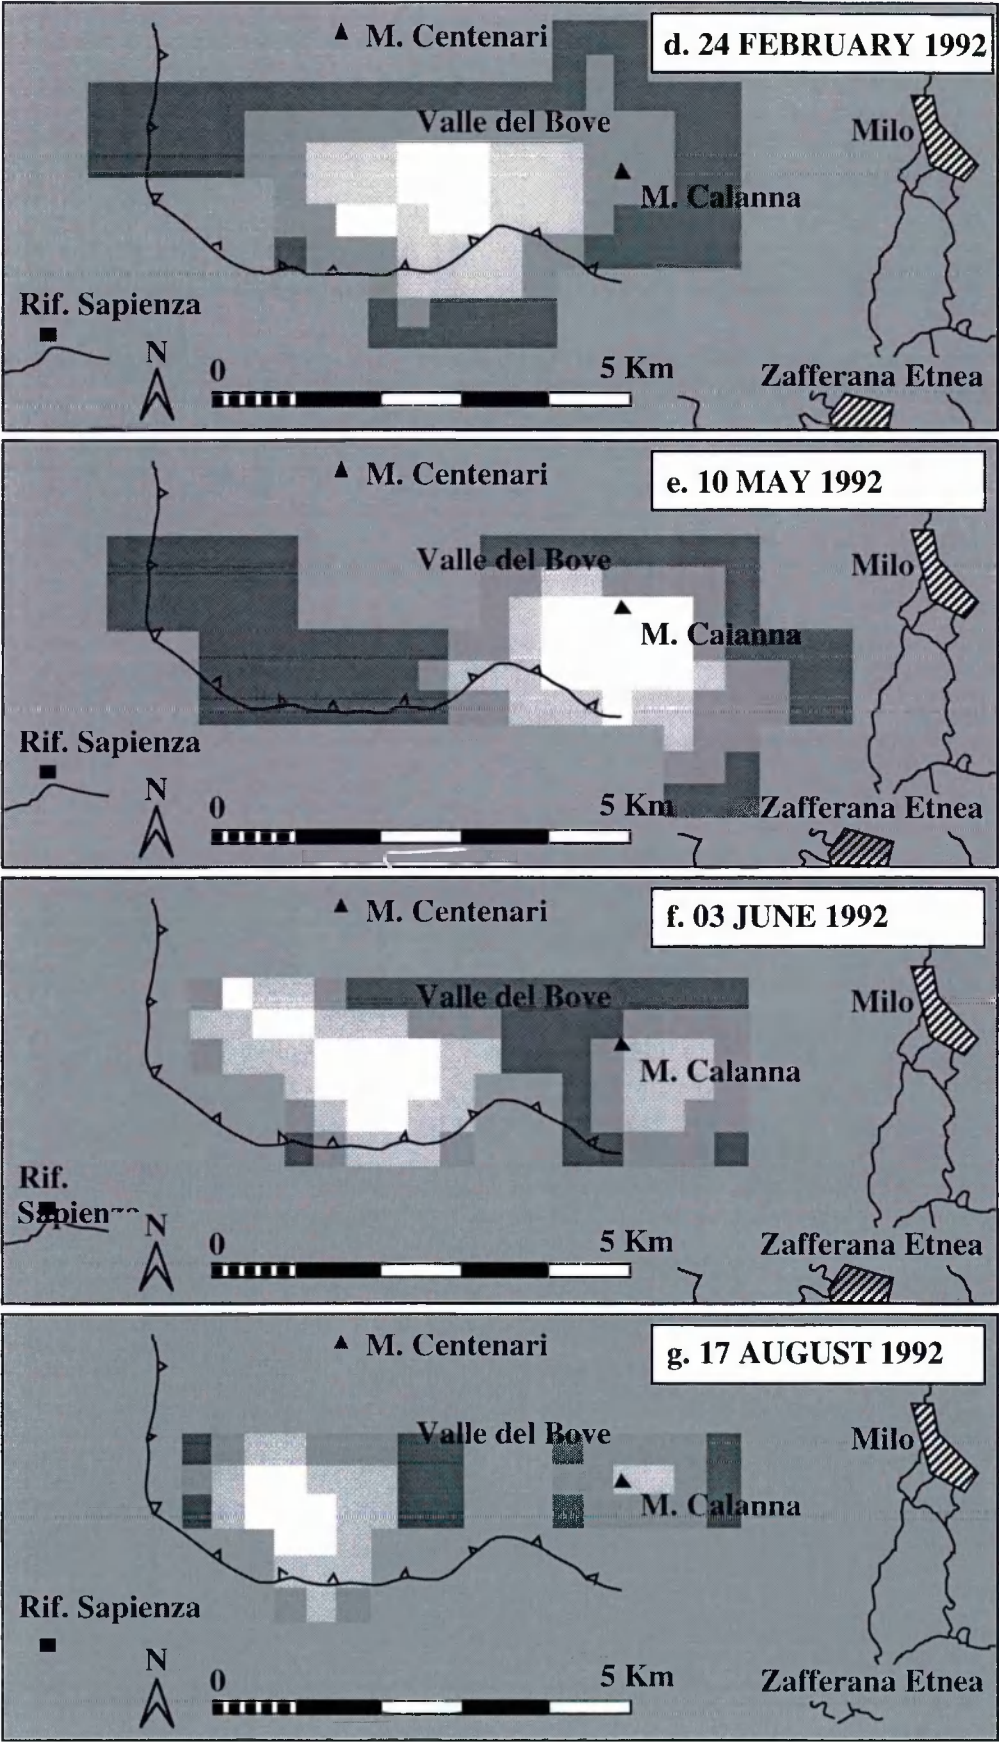 M. Centenari
d. 24 FEBRUARY 1992
Valle del Bove
Milo
M. Calanna
Rif. Sapienza
N
0
5 Km
Zafferana Etnea
M. Centenari
e. 10 MAY 1992
Valle del Bove
Milo
M. Calanna
Rif. Sapienza
N
0
5 Km
Zafferana Etnea
M. Centenari
f. 03 JUNE 1992
Valle del Bove
Milo
M. Calanna
Rif.
Sapienza
N
0
5 Km
Zafferana Etnea
M. Centenari
g. 17 AUGUST 1992
Valle del Bove
Milo
M. Calanna
Rif. Sapienza
N
0
5 Km
Zafferana Etnea